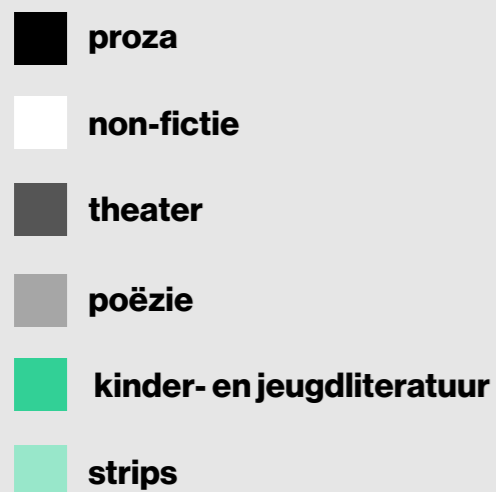 proza
non-fictie
theater
poëzie
kinder- en jeugdliteratuur
strips